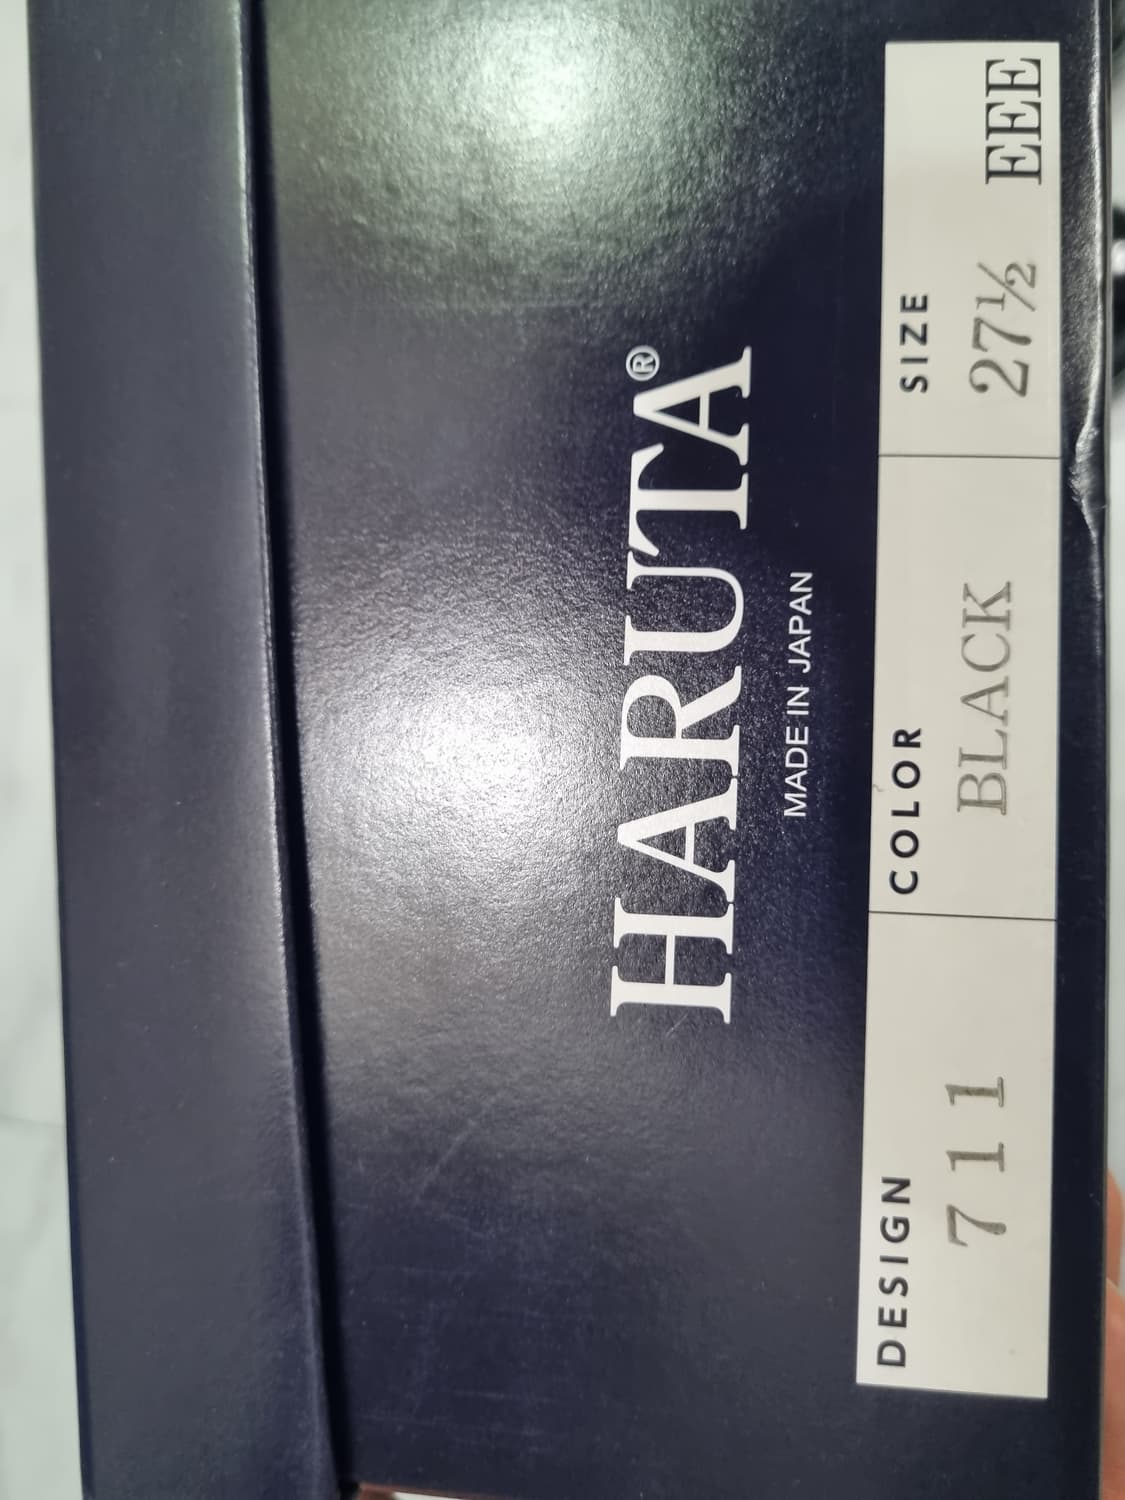 HARUTA®
MADE IN JAPAN
DESIGN COLOR SIZE
711 BLACK 27½ EEE